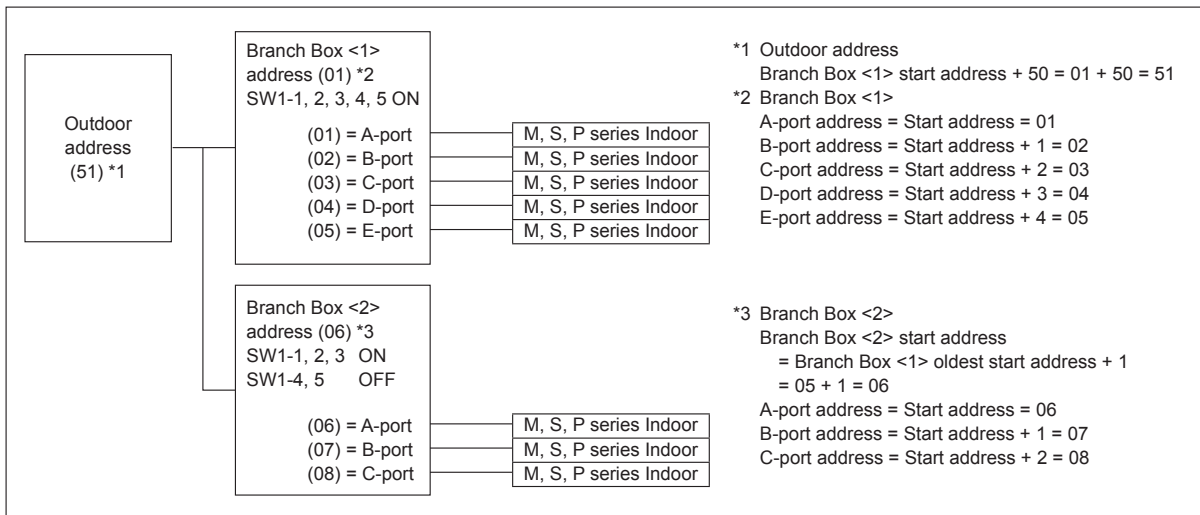 Outdoor
address
(51) *1
Branch Box <1>
address (01) *2
SW1-1, 2, 3, 4, 5 ON
(01) = A-port
(02) = B-port
(03) = C-port
(04) = D-port
(05) = E-port
M, S, P series Indoor
M, S, P series Indoor
M, S, P series Indoor
M, S, P series Indoor
M, S, P series Indoor
*1 Outdoor address
Branch Box <1> start address + 50 = 01 + 50 = 51
*2 Branch Box <1>
A-port address = Start address = 01
B-port address = Start address + 1 = 02
C-port address = Start address + 2 = 03
D-port address = Start address + 3 = 04
E-port address = Start address + 4 = 05
Branch Box <2>
address (06) *3
SW1-1, 2, 3 ON
SW1-4, 5 OFF
(06) = A-port
(07) = B-port
(08) = C-port
M, S, P series Indoor
M, S, P series Indoor
M, S, P series Indoor
*3 Branch Box <2>
Branch Box <2> start address
= Branch Box <1> oldest start address + 1
= 05 + 1 = 06
A-port address = Start address = 06
B-port address = Start address + 1 = 07
C-port address = Start address + 2 = 08